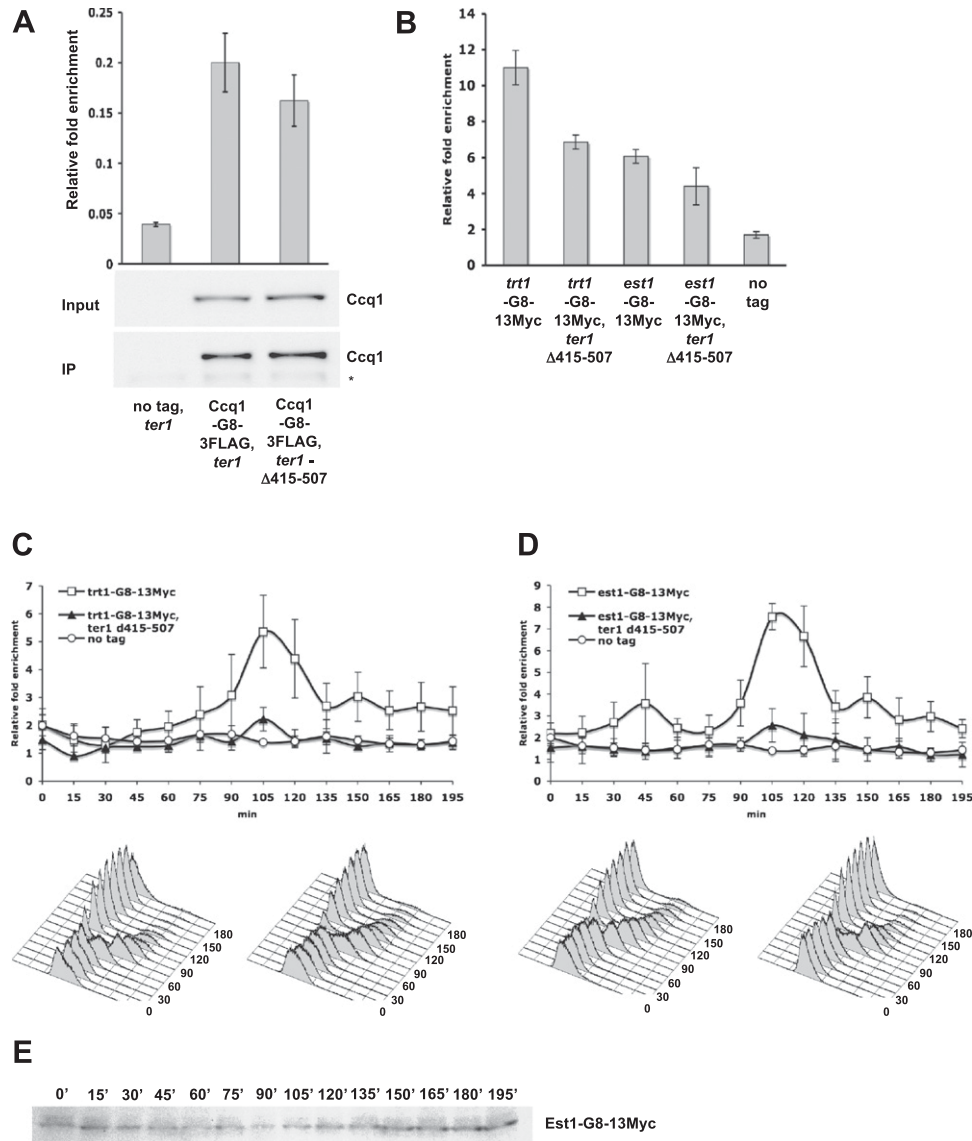 A
Relative fold enrichment
0.25
0.2
0.15
0.1
0.05
0
Input
Ccq1
IP
Ccq1
*
no tag,
ter1
Ccq1
-G8-
3FLAG,
ter1
Ccq1
-G8-
3FLAG,
ter1 -
Δ415-507
B
Relative fold enrichment
14
12
10
8
6
4
2
0
trt1
-G8-
13Myc
trt1
-G8-
13Myc,
ter1
Δ415-507
est1
-G8-
13Myc
est1
-G8-
13Myc,
ter1
Δ415-507
no
tag
C
Relative fold enrichment
7
6
5
4
3
2
1
0
trt1-G8-13Myc
trt1-G8-13Myc,
ter1 d415-507
no tag
0 15 30 45 60 75 90 105 120 135 150 165 180 195
min
0 30 60 90 120 150 180
0 30 60 90 120 150 180
D
Relative fold enrichment
9
8
7
6
5
4
3
2
1
0
est1-G8-13Myc
est1-G8-13Myc,
ter1 d415-507
no tag
0 15 30 45 60 75 90 105 120 135 150 165 180 195
min
0 30 60 90 120 150 180
0 30 60 90 120 150 180
E
0’ 15’ 30’ 45’ 60’ 75’ 90’ 105’ 120’ 135’ 150’ 165’ 180’ 195’
Est1-G8-13Myc